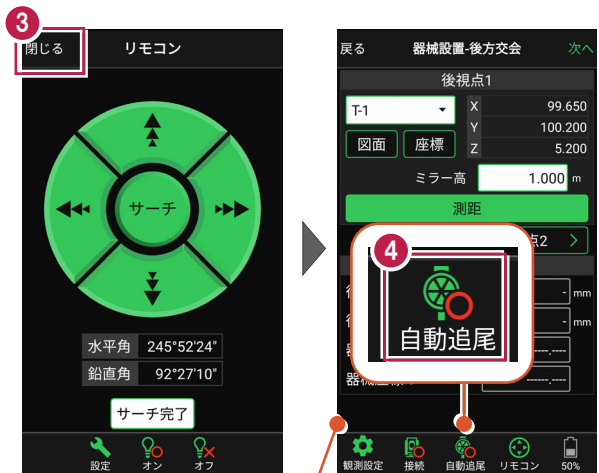 3
閉じる リモコン
サーチ
水平角 245°52'24"
鉛直角 92°27'10"
サーチ完了
設定 オン オフ
戻る 器械設置-後方交会 次へ
後視点1
T-1
X 99.650
Y 100.200
Z 5.200
図面 座標
ミラー高 1.000 m
測距
点2 >
4
自動追尾
- mm
- mm
観測設定 接続 自動追尾 リモコン 50%